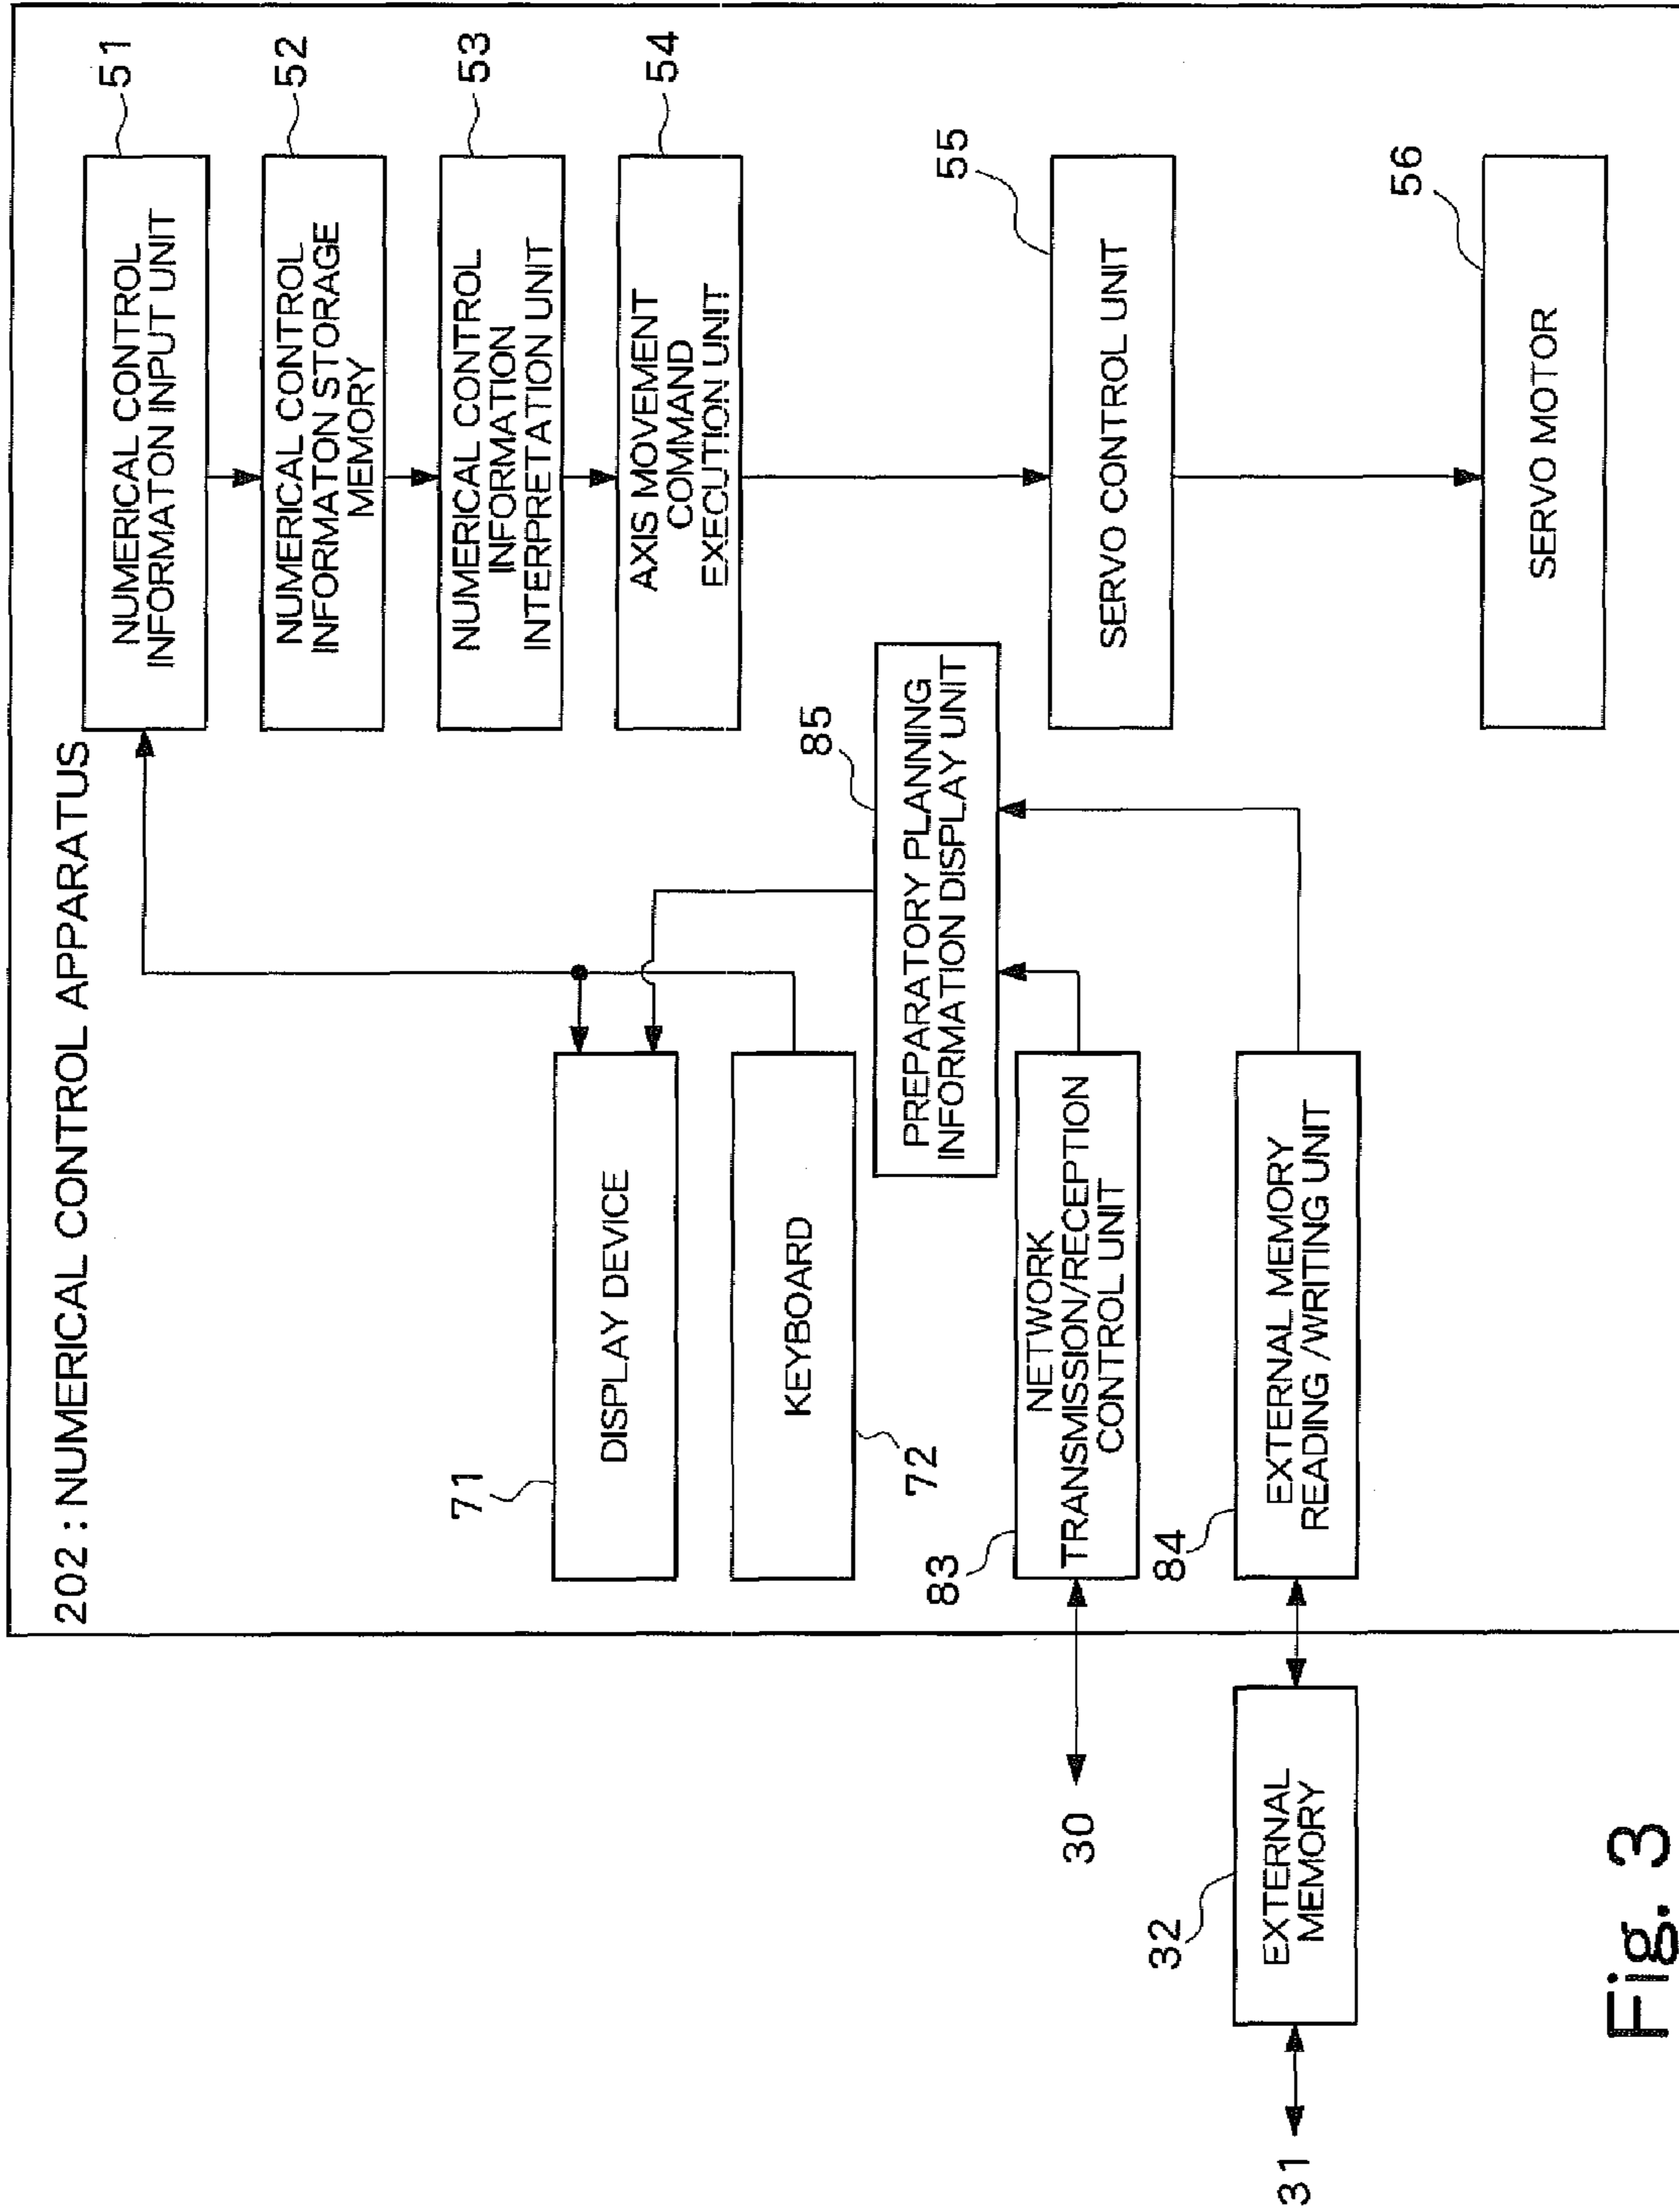 202 : NUMERICAL CONTROL APPARATUS
NUMERICAL CONTROL
INFORMATON INPUT UNIT
51
NUMERICAL CONTROL
INFORMATON STORAGE
MEMORY
52
NUMERICAL CONTROL
INFORMATION
INTERPRETATION UNIT
53
AXIS MOVEMENT
COMMAND
EXECUTION UNIT
54
71
DISPLAY DEVICE
KEYBOARD
72
85
PREPARATORY PLANNING
INFORMATION DISPLAY UNIT
83
NETWORK
TRANSMISSION/RECEPTION
CONTROL UNIT
30
55
SERVO CONTROL UNIT
84
EXTERNAL MEMORY
READING /WRITING UNIT
32
EXTERNAL
MEMORY
31
56
SERVO MOTOR
Fig. 3